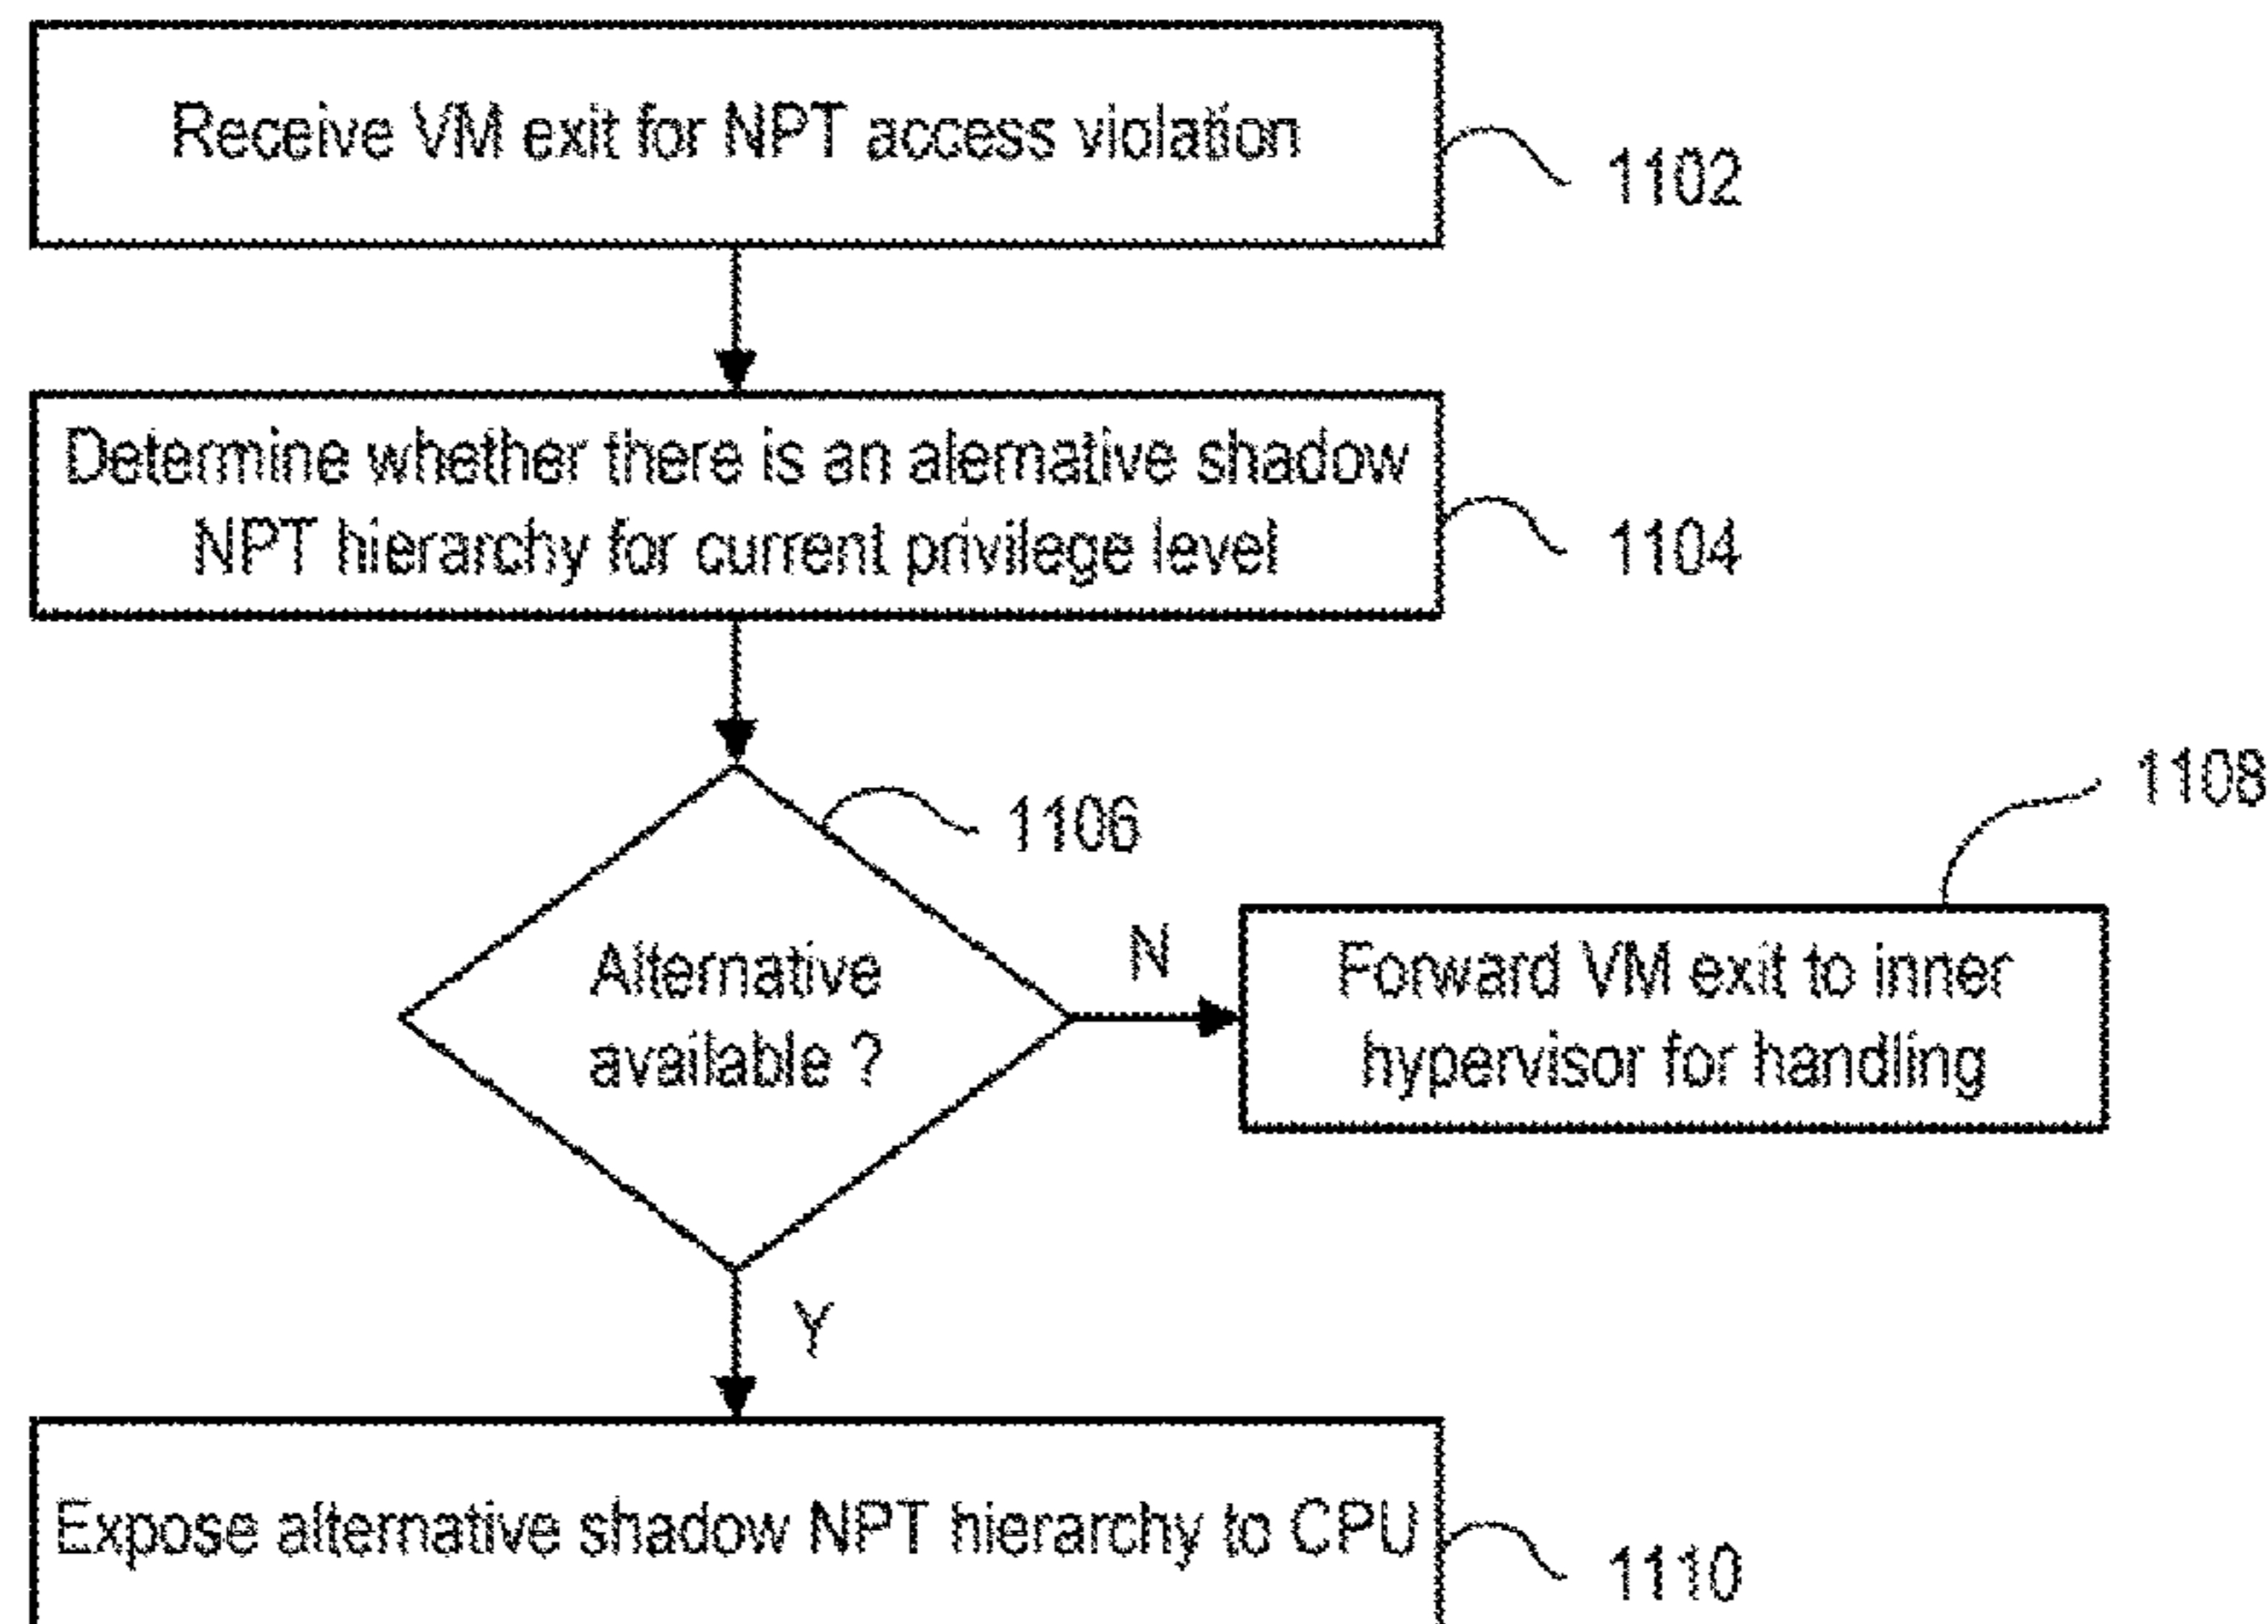 Receive VM exit for NPT access violation
1102
Determine whether there is an alernative shadow
NPT hierarchy for current privilege level
1104
1106
1108
Alternative
available ?
N
Forward VM exit to inner
hypervisor for handling
Y
Expose alternative shadow NPT hierarchy to CPU
1110